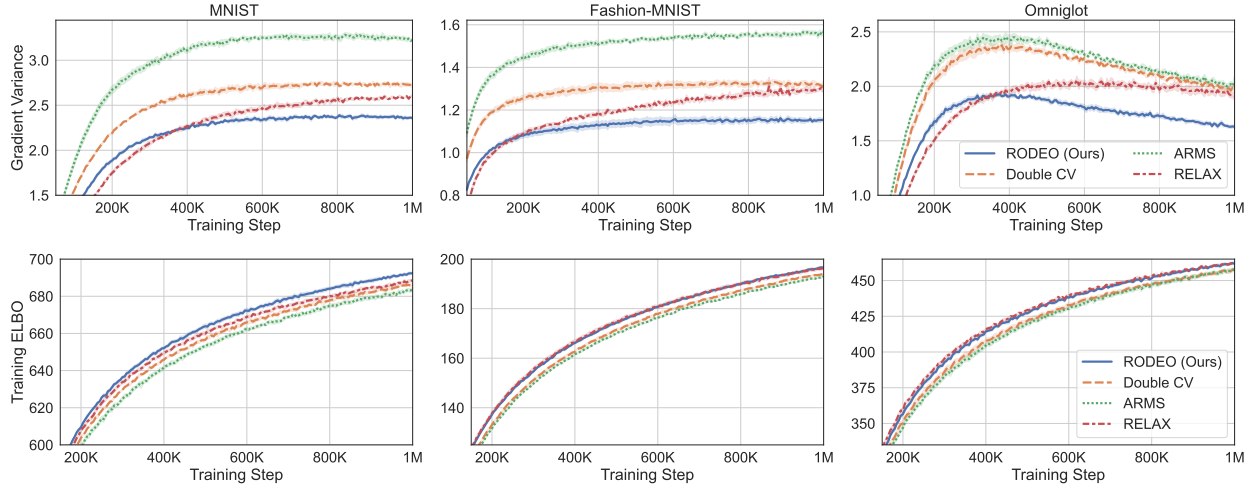 MNIST
Fashion-MNIST
Omniglot
Gradient Variance
3.0
2.5
2.0
1.5
200K 400K 600K 800K 1M
Training Step
1.6
1.4
1.2
1.0
0.8
200K 400K 600K 800K 1M
Training Step
2.5
2.0
1.5
1.0
200K 400K 600K 800K 1M
Training Step
RODEO (Ours)
Double CV
ARMS
RELAX
Training ELBO
700
680
660
640
620
600
200K 400K 600K 800K 1M
Training Step
200
180
160
140
200K 400K 600K 800K 1M
Training Step
450
425
400
375
350
200K 400K 600K 800K 1M
Training Step
RODEO (Ours)
Double CV
ARMS
RELAX